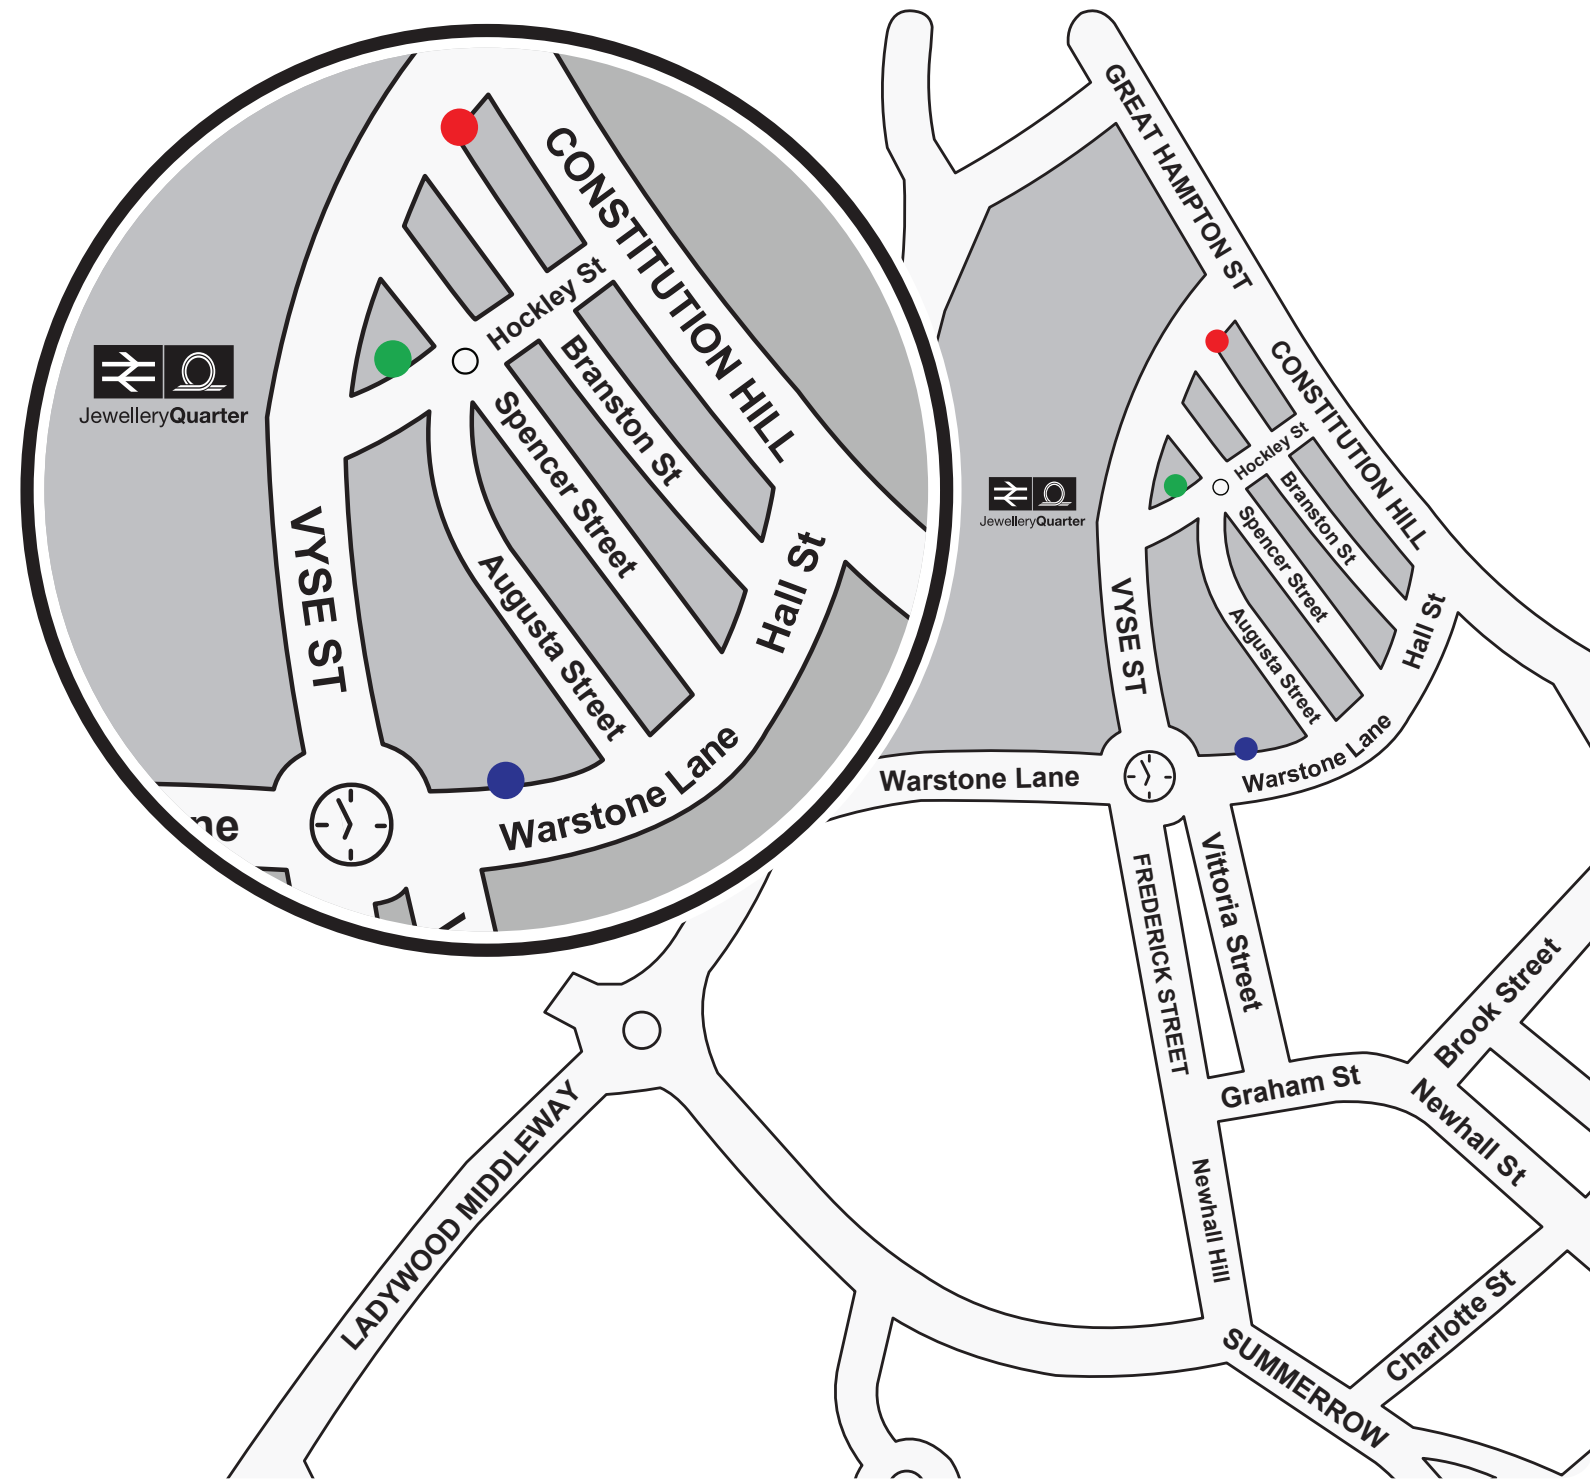 CONSTITUTION HILL
Hockley St
Branston St
Spencer Street
Augusta Street
Hall St
JewelleryQuarter
VYSE ST
Warstone Lane
ne
GREAT HAMPTON ST
CONSTITUTION HILL
Hockley St
Branston St
Spencer Street
Augusta Street
Hall St
JewelleryQuarter
VYSE ST
Warstone Lane
Warstone Lane
FREDERICK STREET
Vittoria Street
Brook Street
Graham St
Newhall St
Newhall Hill
LADYWOOD MIDDLEWAY
Charlotte St
SUMMERROW